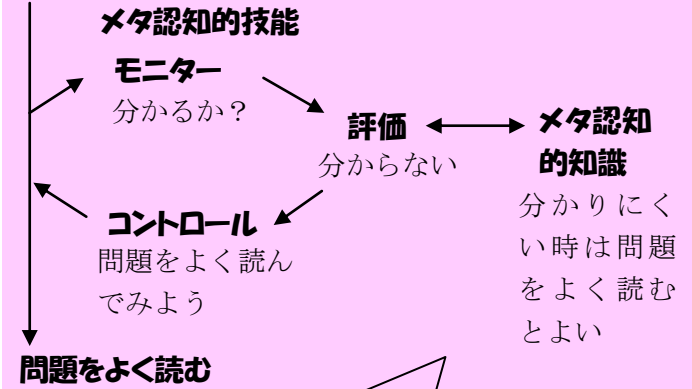 メタ認知的技能
モニター
分かるか？
評価
分からない
メタ認知
的知識
分かりにく
い時は問題
をよく読む
とよい
コントロール
問題をよく読ん
でみよう
問題をよく読む